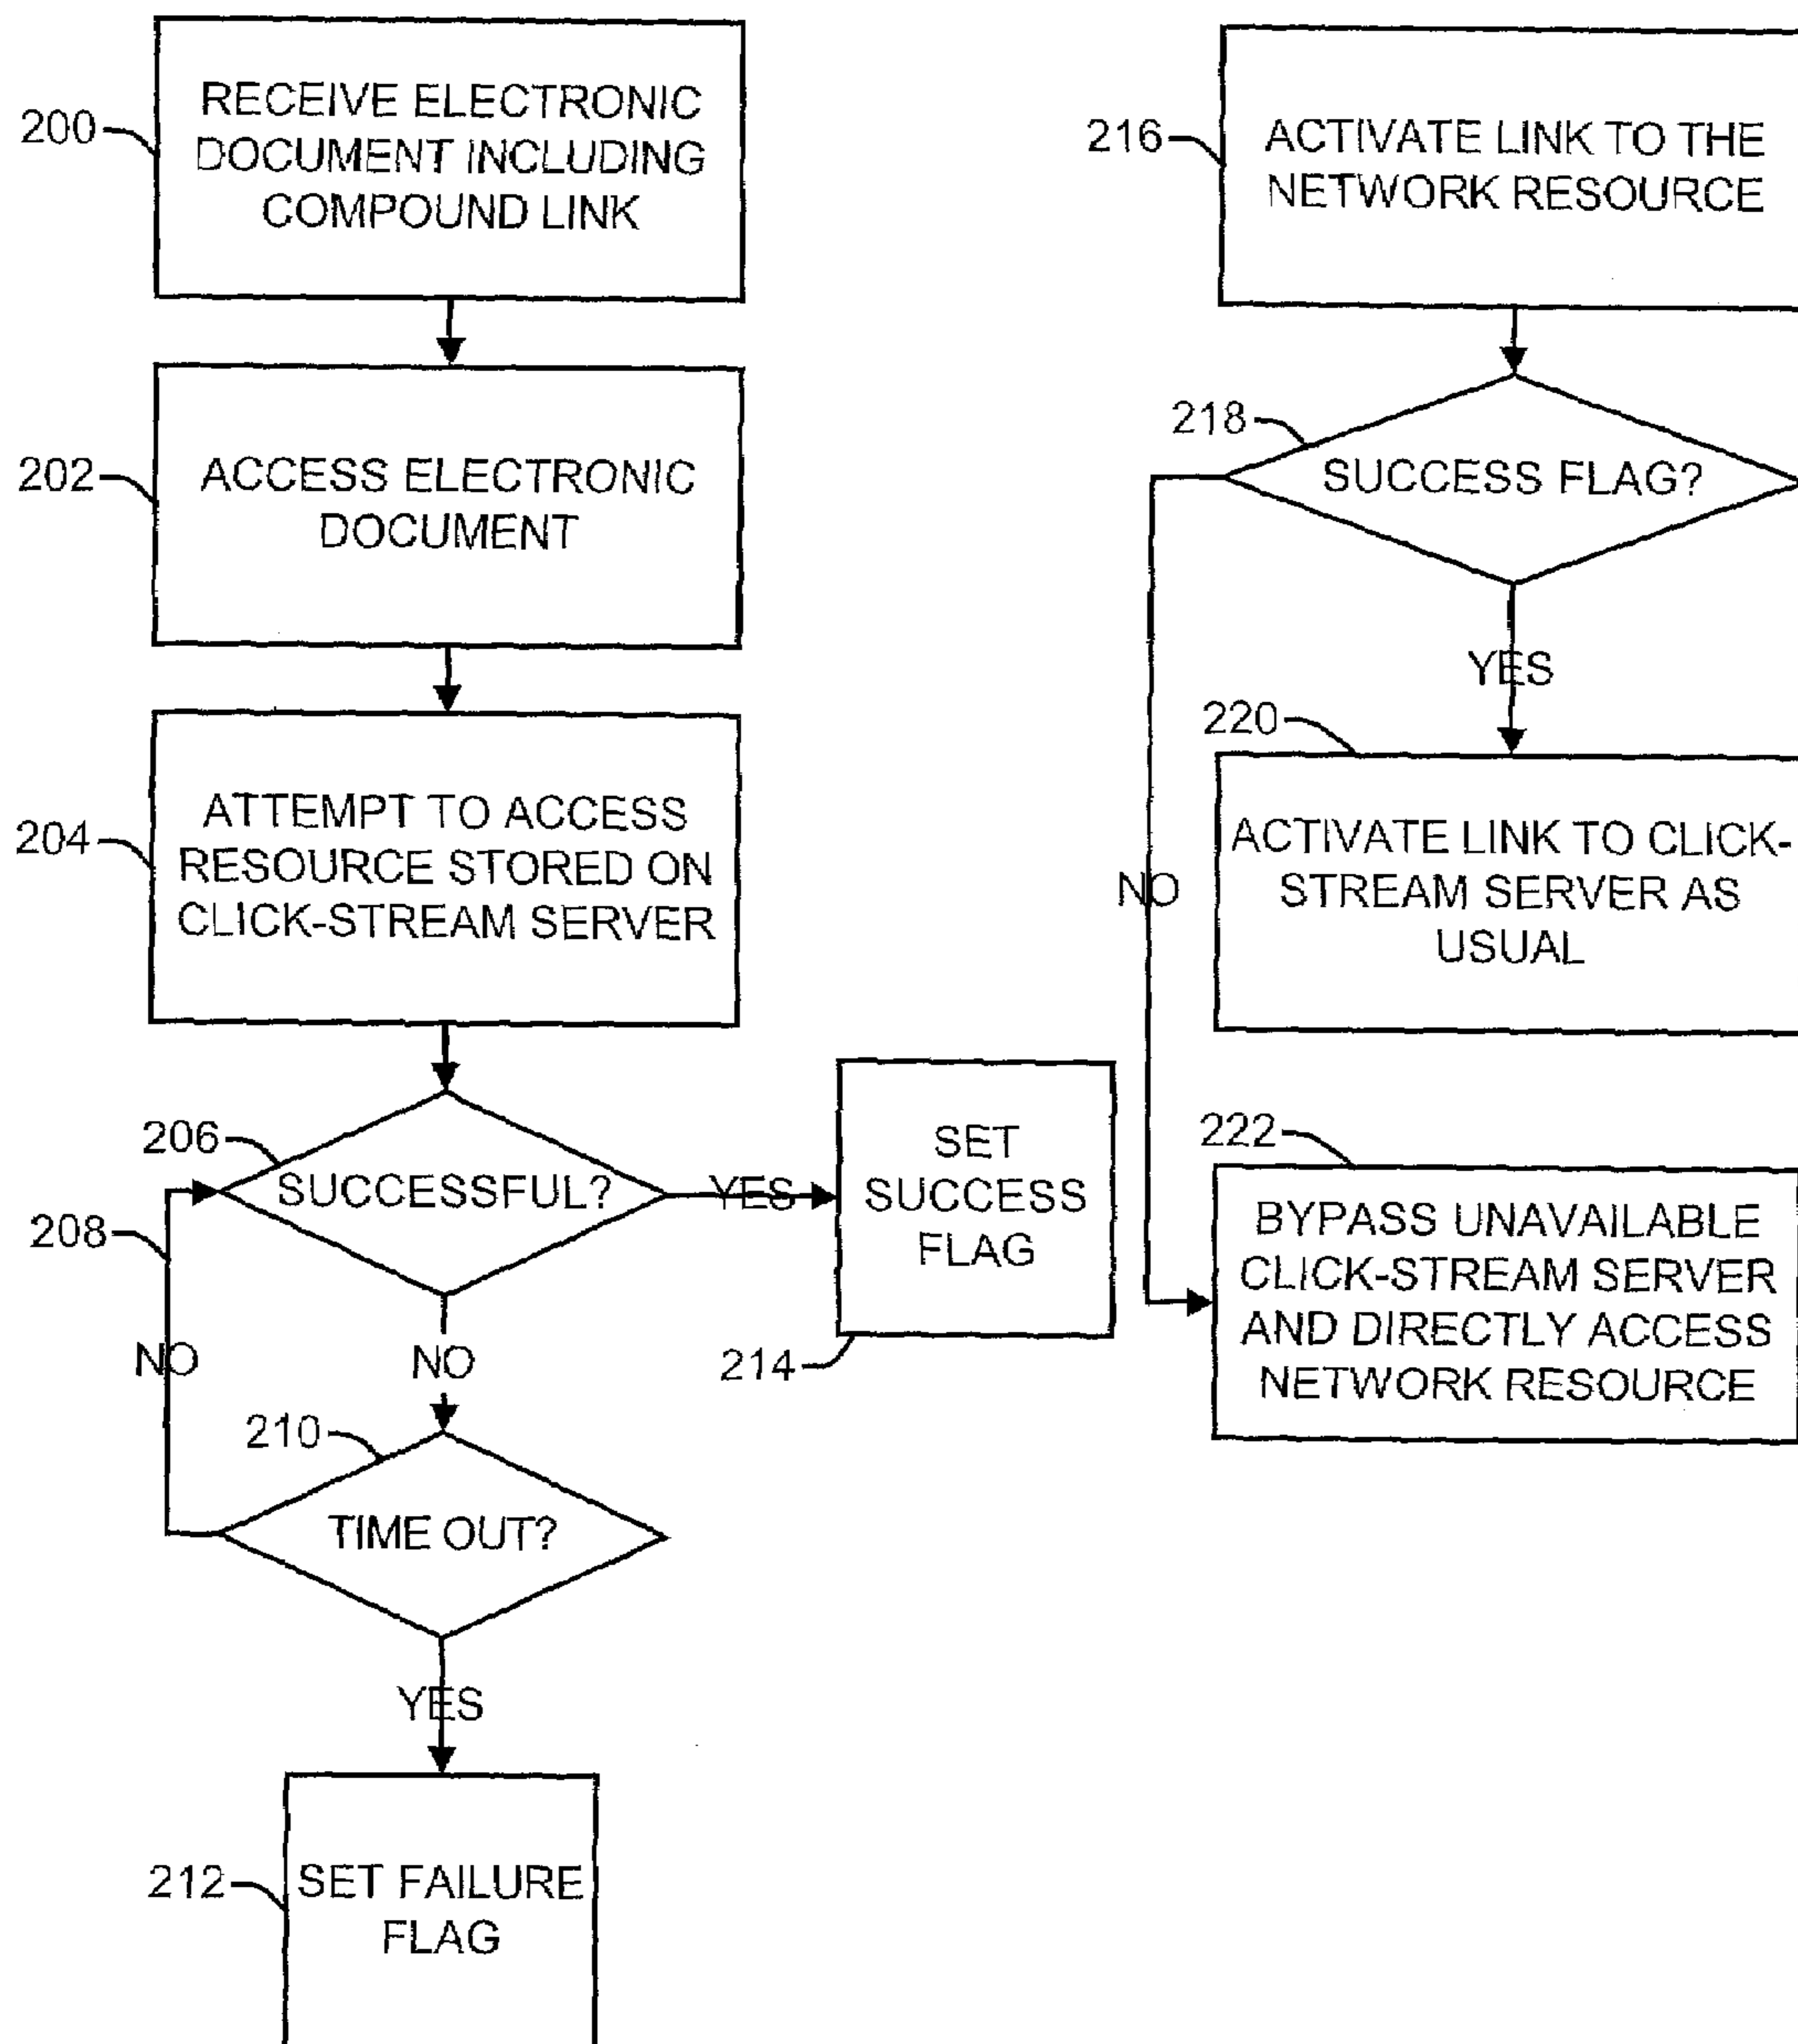 200
RECEIVE ELECTRONIC
DOCUMENT INCLUDING
COMPOUND LINK
202
ACCESS ELECTRONIC
DOCUMENT
204
ATTEMPT TO ACCESS
RESOURCE STORED ON
CLICK-STREAM SERVER
206
SUCCESSFUL?
YES
208
NO
NO
SET
SUCCESS
FLAG
214
210
TIME OUT?
YES
212
SET FAILURE
FLAG
216
ACTIVATE LINK TO THE
NETWORK RESOURCE
218
SUCCESS FLAG?
YES
NO
220
ACTIVATE LINK TO CLICK-
STREAM SERVER AS
USUAL
222
BYPASS UNAVAILABLE
CLICK-STREAM SERVER
AND DIRECTLY ACCESS
NETWORK RESOURCE